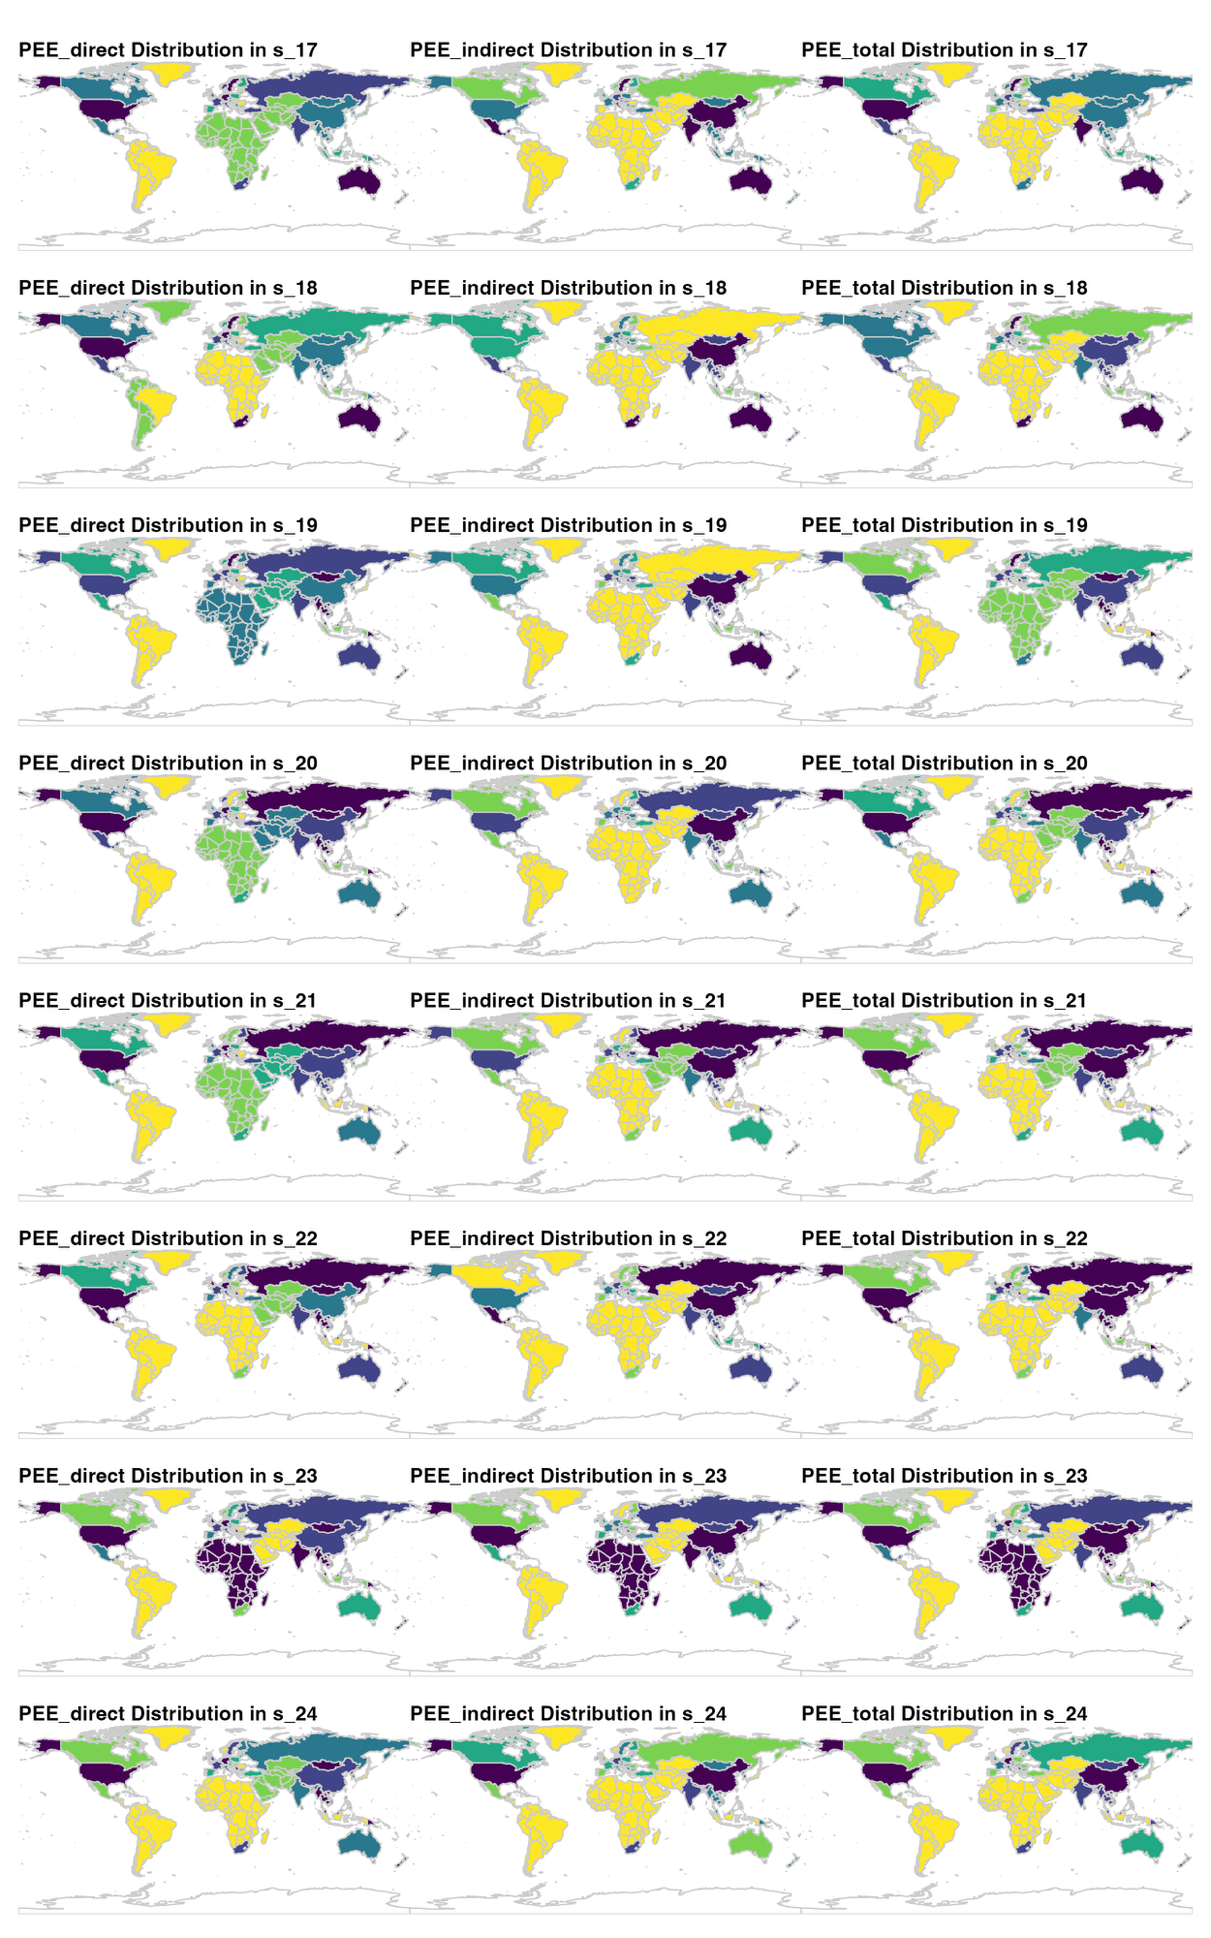 PEE_direct Distribution in s_17
PEE_indirect Distribution in s_17
PEE_total Distribution in s_17
PEE_direct Distribution in s_18
PEE_indirect Distribution in s_18
PEE_total Distribution in s_18
PEE_direct Distribution in s_19
PEE_indirect Distribution in s_19
PEE_total Distribution in s_19
PEE_direct Distribution in s_20
PEE_indirect Distribution in s_20
PEE_total Distribution in s_20
PEE_direct Distribution in s_21
PEE_indirect Distribution in s_21
PEE_total Distribution in s_21
PEE_direct Distribution in s_22
PEE_indirect Distribution in s_22
PEE_total Distribution in s_22
PEE_direct Distribution in s_23
PEE_indirect Distribution in s_23
PEE_total Distribution in s_23
PEE_direct Distribution in s_24
PEE_indirect Distribution in s_24
PEE_total Distribution in s_24